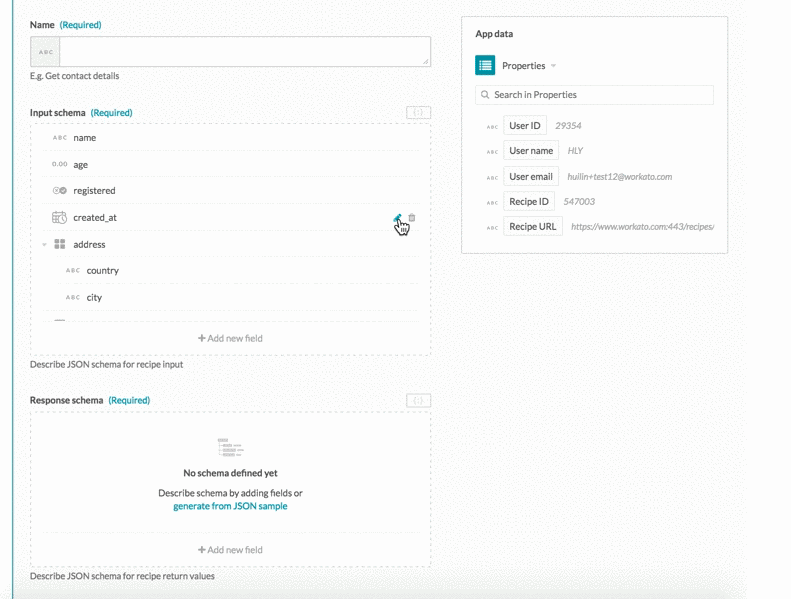 Name (Required)
ABC
E.g. Get contact details
Input schema (Required)
{:}
ABC name
0.00 age
registered
created_at
address
ABC country
ABC city
+ Add new field
Describe JSON schema for recipe input
Response schema (Required)
{:}
No schema defined yet
Describe schema by adding fields or
generate from JSON sample
+ Add new field
Describe JSON schema for recipe return values
App data
Properties
Search in Properties
ABC User ID 29354
ABC User name HLY
ABC User email huilin+test12@workato.com
ABC Recipe ID 547003
ABC Recipe URL https://www.workato.com:443/recipes/